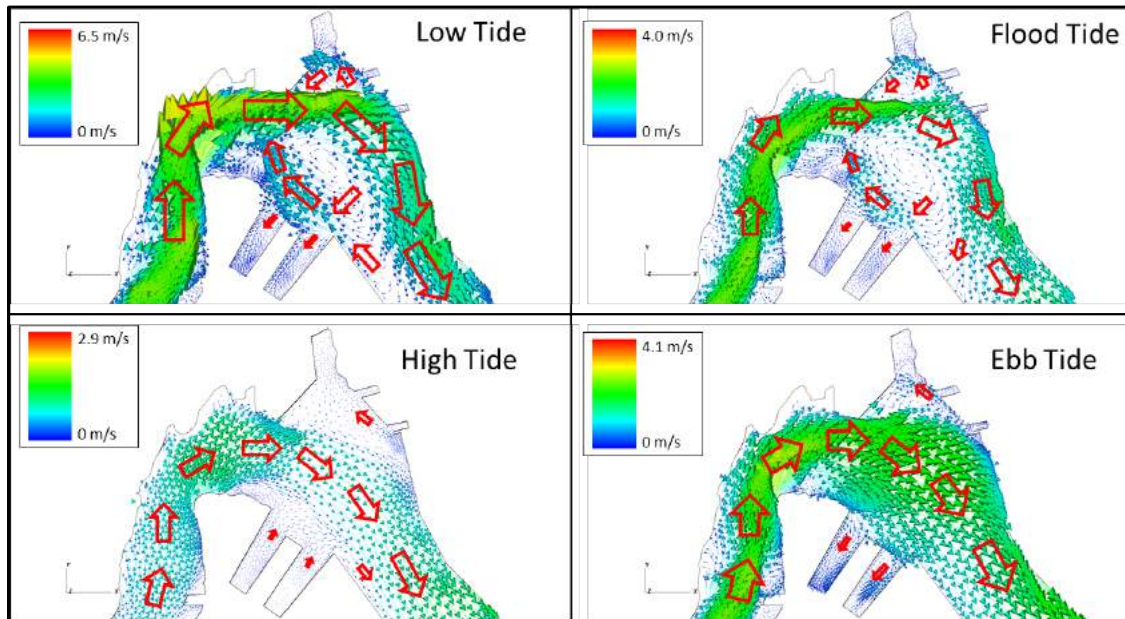 6.5 m/s
0 m/s
Low Tide
4.0 m/s
0 m/s
Flood Tide
2.9 m/s
0 m/s
High Tide
4.1 m/s
0 m/s
Ebb Tide